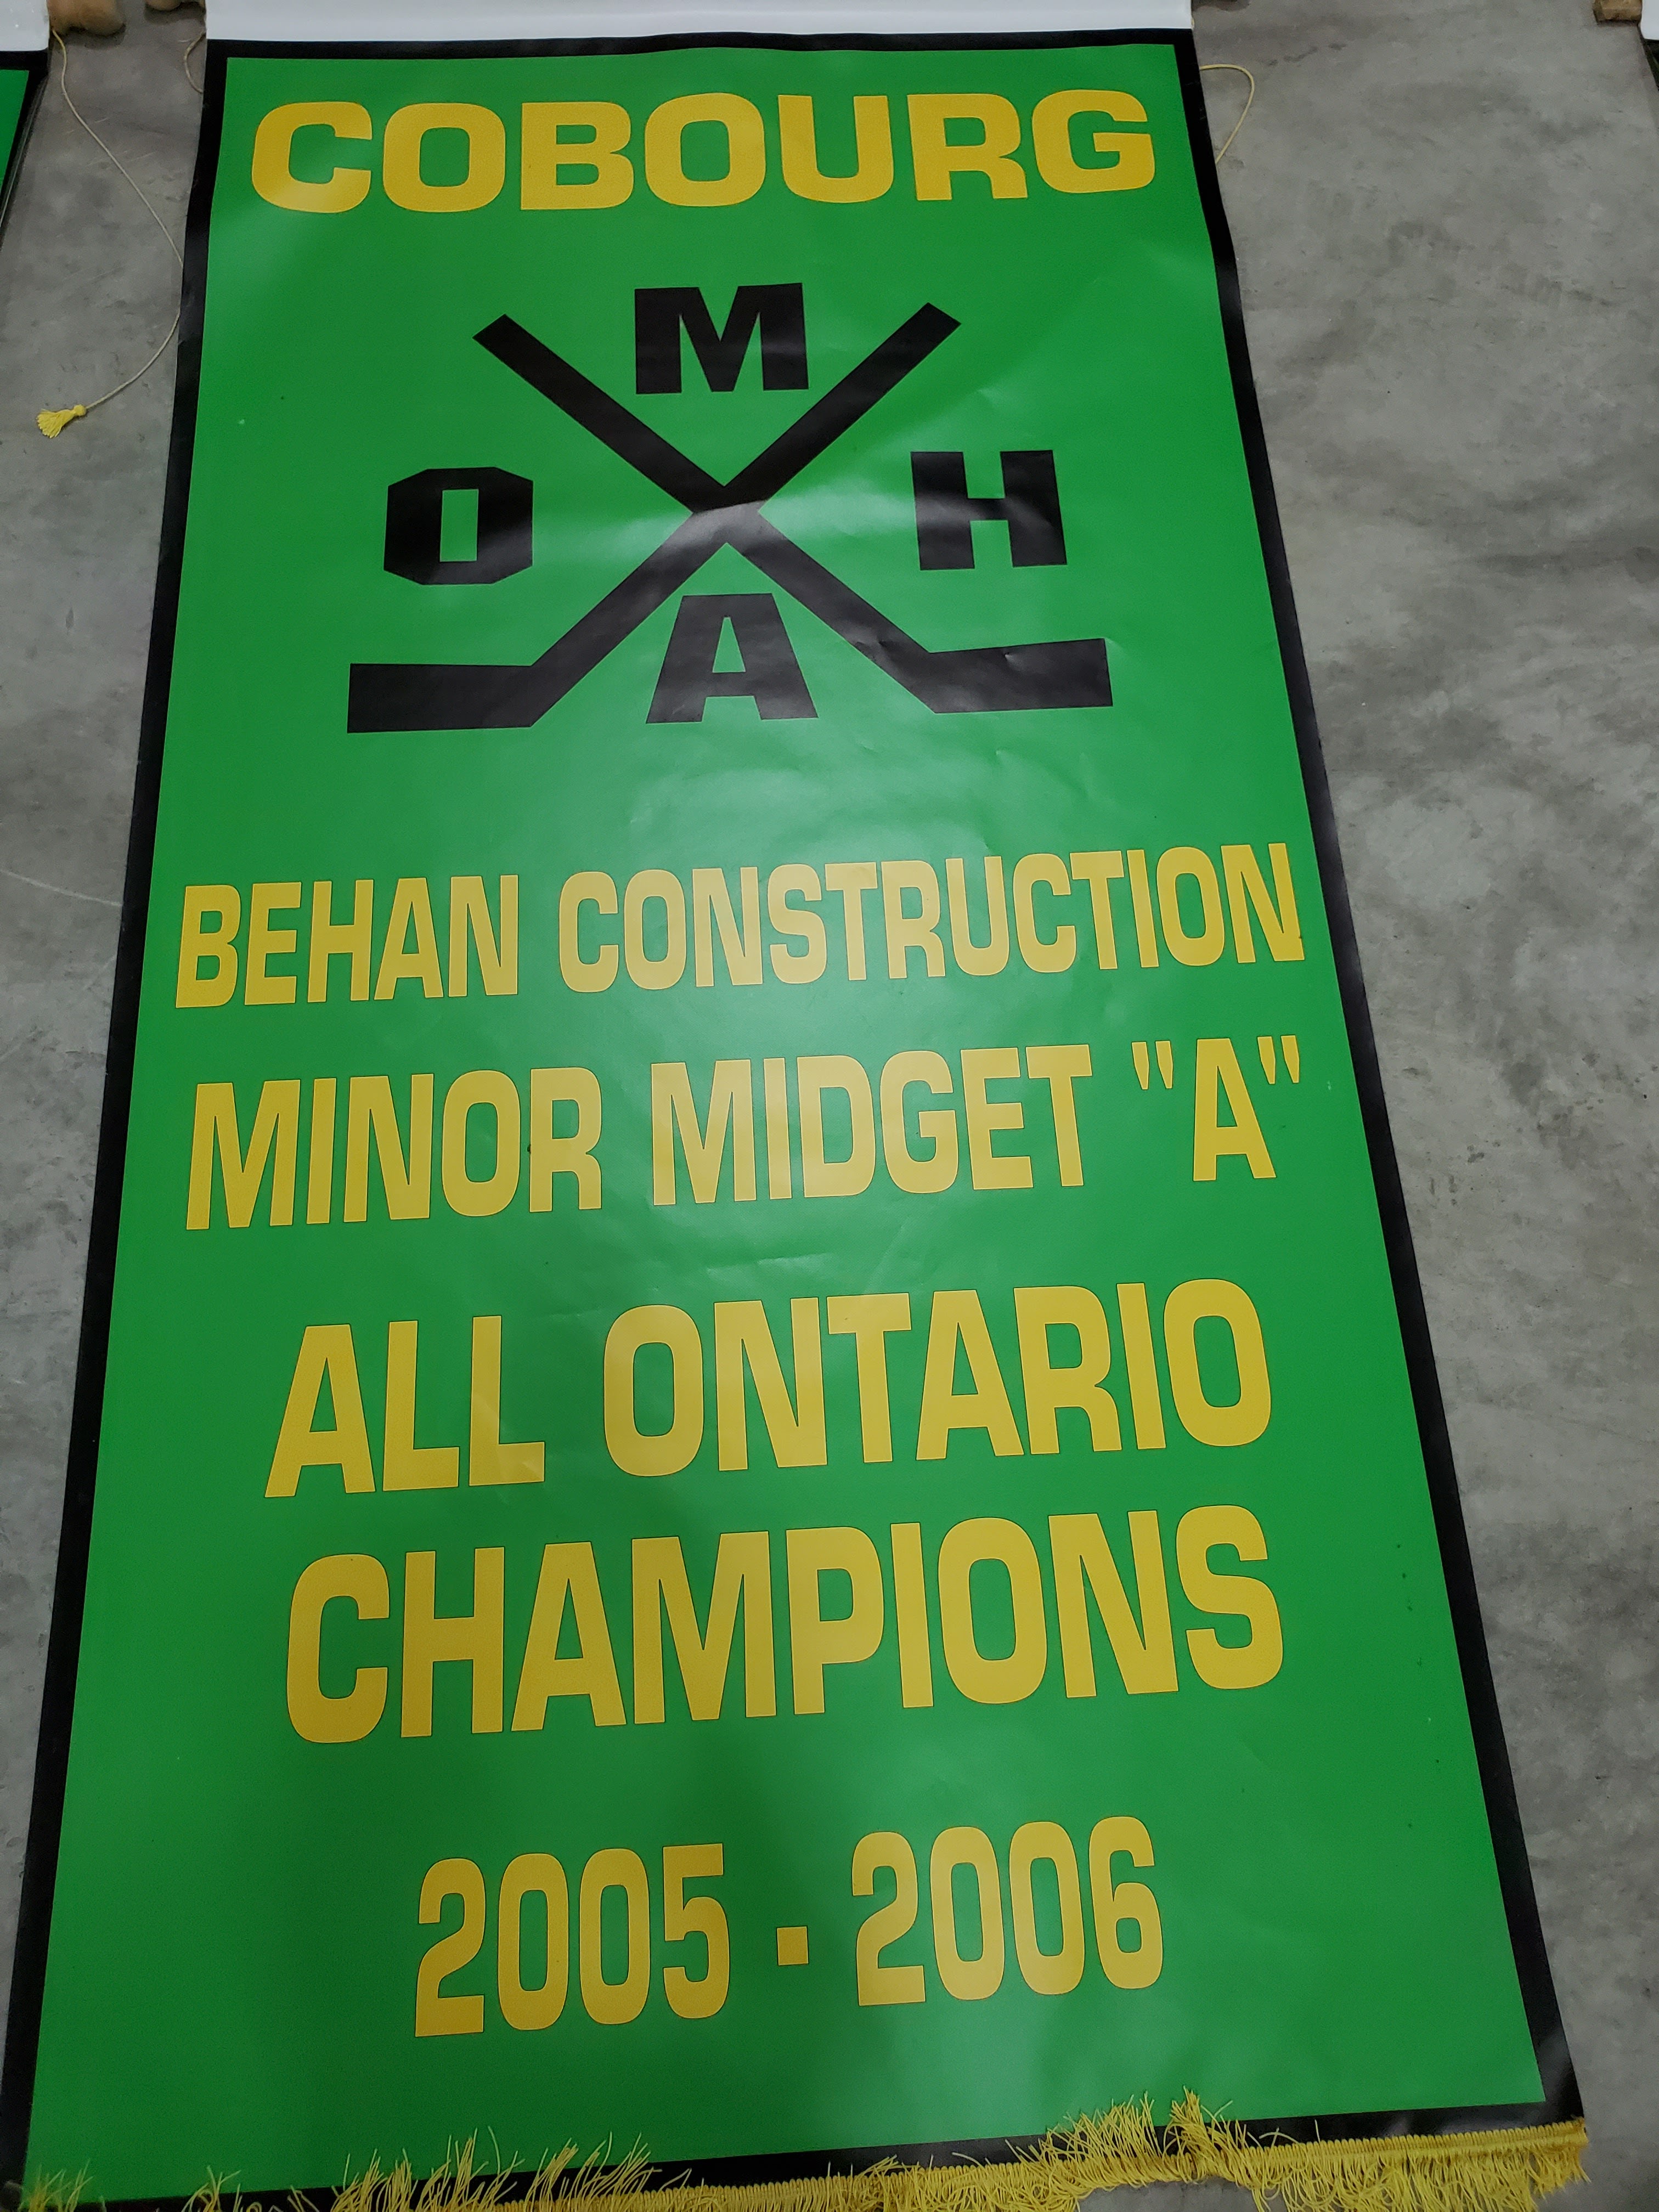 COBOURG
M
O H
A
BEHAN CONSTRUCTION
MINOR MIDGET "A"
ALL ONTARIO
CHAMPIONS
2005 - 2006